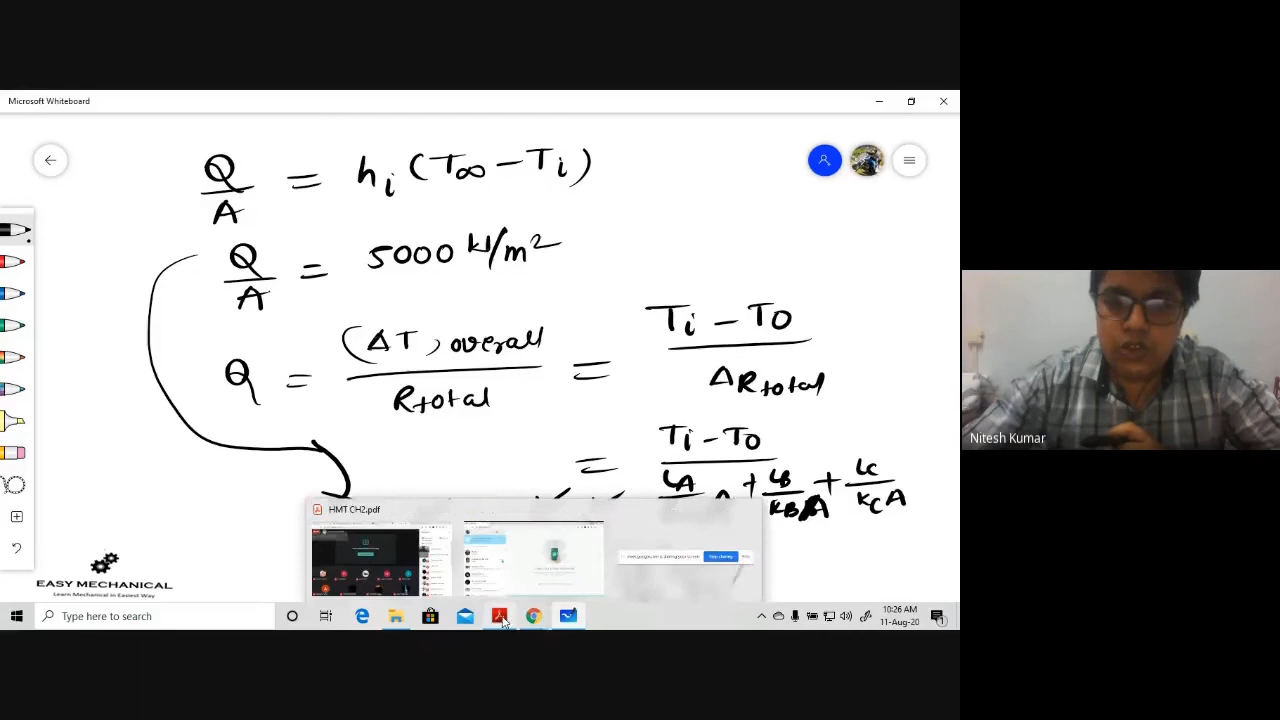 Microsoft Whiteboard
Q/A = hi (T∞ - Ti)
Q/A = 5000 W/m²
Q = (ΔT) overall / Rtotal = Ti - To / ΔRtotal
= Ti - To / LA A + LB/KBA + LC/KCA
Nitesh Kumar
HMT CH2.pdf
Stop sharing
EASY MECHANICAL
Learn Mechanical in Easiest Way
Type here to search
10:26 AM
11-Aug-20